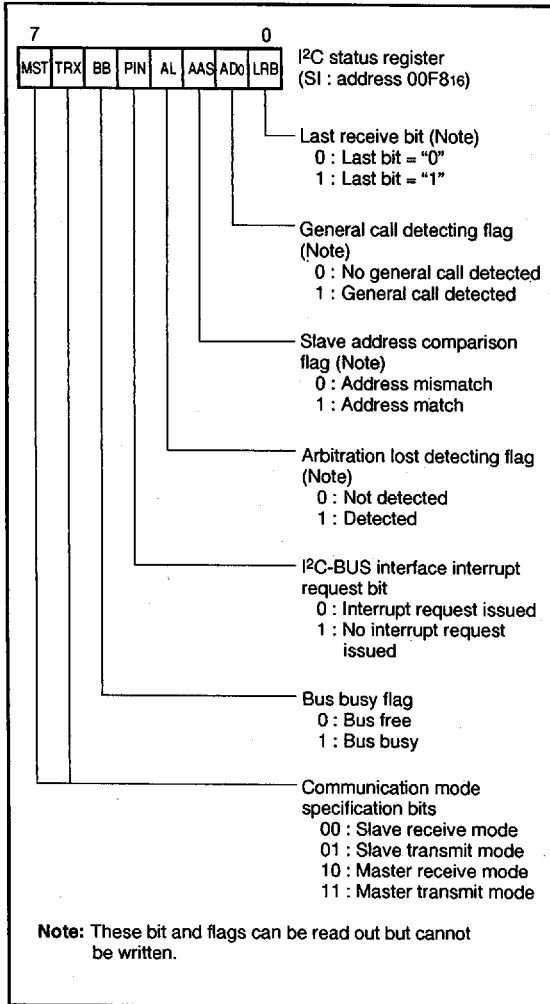 7 0
MST TRX BB PIN AL AAS AD0 LRB
I2C status register
(SI : address 00F816)
Last receive bit (Note)
0 : Last bit = “0”
1 : Last bit = “1”
General call detecting flag
(Note)
0 : No general call detected
1 : General call detected
Slave address comparison
flag (Note)
0 : Address mismatch
1 : Address match
Arbitration lost detecting flag
(Note)
0 : Not detected
1 : Detected
I2C-BUS interface interrupt
request bit
0 : Interrupt request issued
1 : No interrupt request
issued
Bus busy flag
0 : Bus free
1 : Bus busy
Communication mode
specification bits
00 : Slave receive mode
01 : Slave transmit mode
10 : Master receive mode
11 : Master transmit mode
Note: These bit and flags can be read out but cannot
be written.